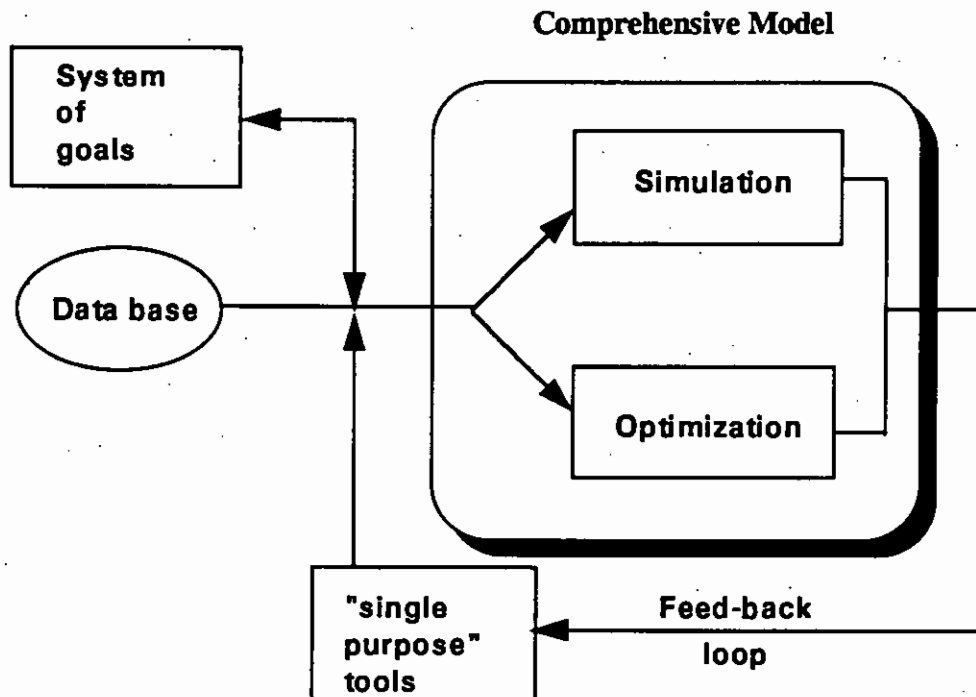 Comprehensive Model
System
of
goals
Simulation
Data base
Optimization
"single
purpose"
tools
Feed-back
loop